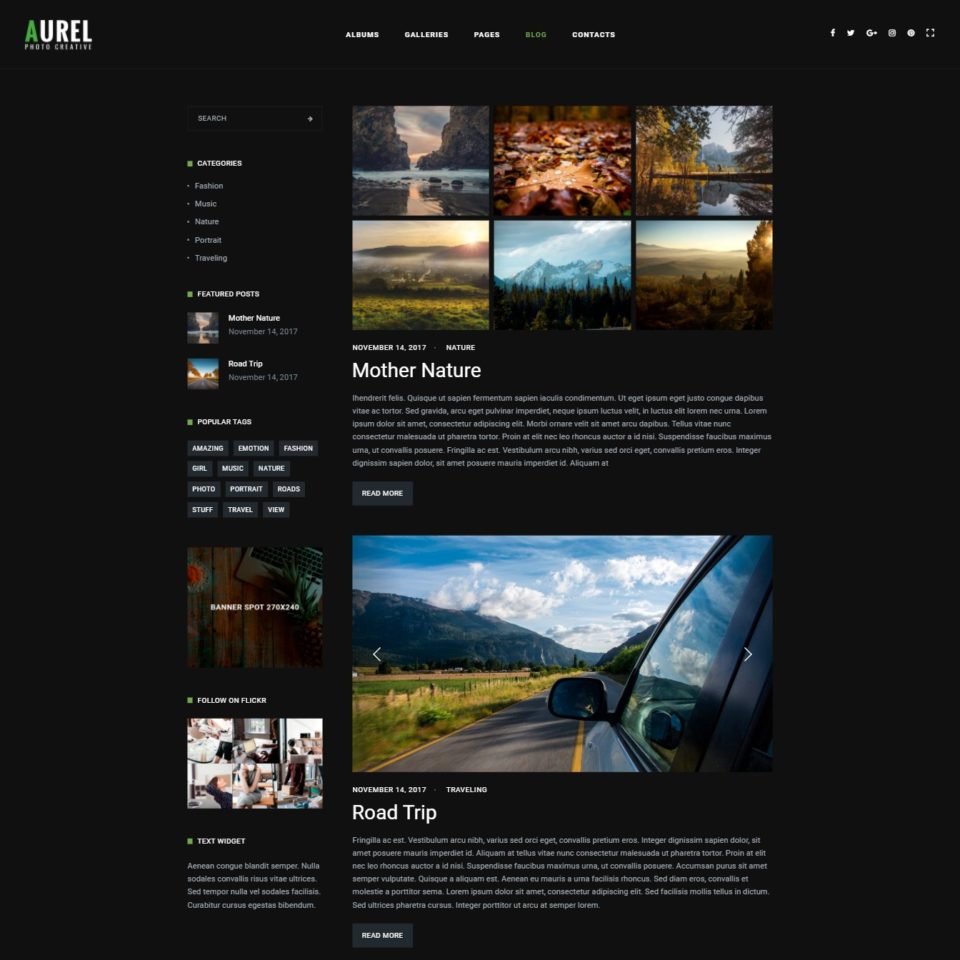 AUREL
PHOTO CREATIVE
ALBUMS GALLERIES PAGES BLOG CONTACTS
SEARCH
CATEGORIES
Fashion
Music
Nature
Portrait
Traveling
FEATURED POSTS
Mother Nature
November 14, 2017
Road Trip
November 14, 2017
POPULAR TAGS
AMAZING EMOTION FASHION
GIRL MUSIC NATURE
PHOTO PORTRAIT ROADS
STUFF TRAVEL VIEW
BANNER SPOT 270X240
FOLLOW ON FLICKR
TEXT WIDGET
Aenean congue blandit semper. Nulla
sodales convallis risus vitae ultrices.
Sed tempor nulla vel sodales facilisis.
Curabitur cursus egestas bibendum.
NOVEMBER 14, 2017 · NATURE
Mother Nature
Ihendrerit felis. Quisque ut sapien fermentum sapien iaculis condimentum. Ut eget ipsum eget justo congue dapibus
vitae ac tortor. Sed gravida, arcu eget pulvinar imperdiet, neque ipsum luctus velit, in luctus elit lorem nec urna. Lorem
ipsum dolor sit amet, consectetur adipiscing elit. Morbi ornare velit sit amet arcu dapibus. Tellus vitae nunc
consectetur malesuada ut pharetra tortor. Proin at elit nec leo rhoncus auctor a id nisi. Suspendisse faucibus maximus
urna, ut convallis posuere. Fringilla ac est. Vestibulum arcu nibh, varius sed orci eget, convallis pretium eros. Integer
dignissim sapien dolor, sit amet posuere mauris imperdiet id. Aliquam at
READ MORE
NOVEMBER 14, 2017 · TRAVELING
Road Trip
Fringilla ac est. Vestibulum arcu nibh, varius sed orci eget, convallis pretium eros. Integer dignissim sapien dolor, sit
amet posuere mauris imperdiet id. Aliquam at tellus vitae nunc consectetur malesuada ut pharetra tortor. Proin at elit
nec leo rhoncus auctor a id nisi. Suspendisse faucibus maximus urna, ut convallis posuere. Accumsan purus sit amet
semper vulputate. Quisque a aliquam est. Aenean eu mauris a urna facilisis rhoncus. Sed diam eros, convallis et
molestie a porttitor sema. Lorem ipsum dolor sit amet, consectetur adipiscing elit. Sed facilisis mollis tellus in dictum.
Sed ultrices pharetra cursus. Integer porttitor ut arcu at semper lorem.
READ MORE